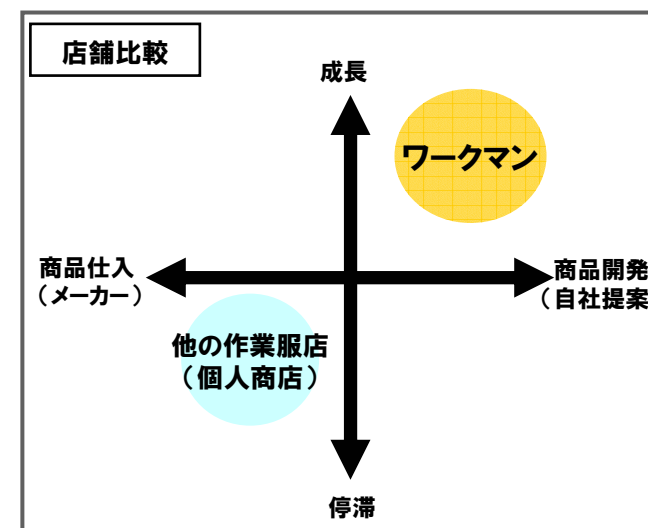 店舗比較
成長
ワークマン
商品仕入
（メーカー）
商品開発
（自社提案
他の作業服店
（個人商店）
停滞